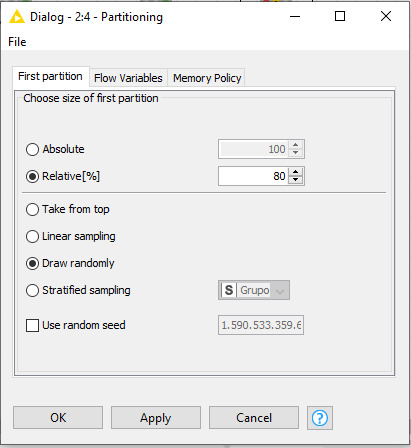 Dialog - 2:4 - Partitioning
File
First partition Flow Variables Memory Policy
Choose size of first partition
Absolute 100
Relative[%] 80
Take from top
Linear sampling
Draw randomly
Stratified sampling S Grupo
Use random seed 1.590.533.359.6
OK Apply Cancel ?